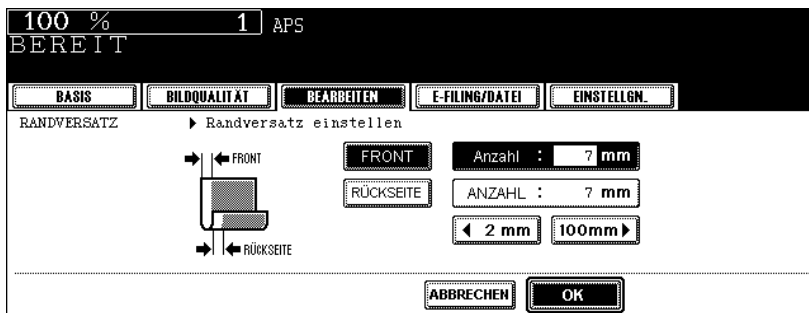 100 % 1 APS
BEREIT
BASIS BILDQUALITÄT BEARBEITEN E-FILING/DATEI EINSTELLGN.
RANDVERSATZ Randversatz einstellen
FRONT FRONT Anzahl : 7 mm
RÜCKSEITE ANZAHL : 7 mm
2 mm 100mm
RÜCKSEITE
ABBRECHEN OK